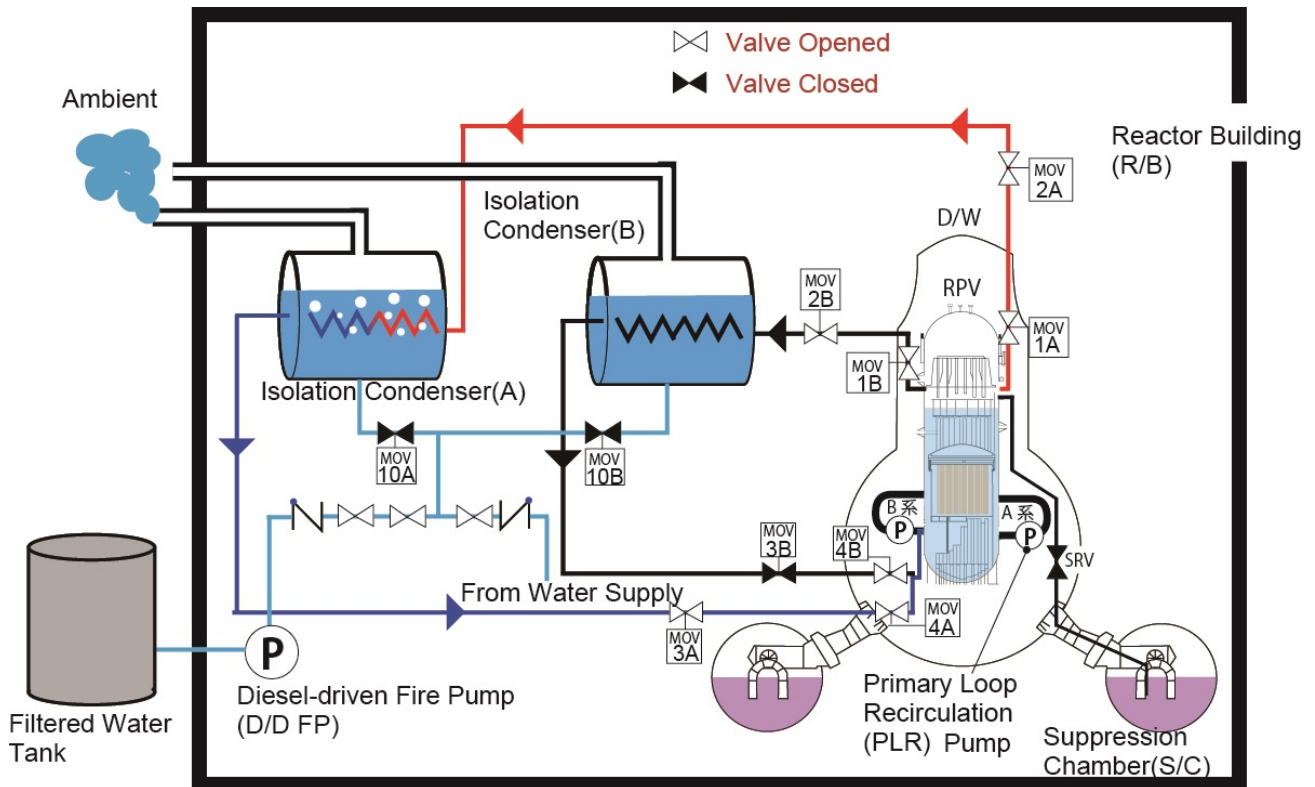 Valve Opened
Valve Closed
Ambient
Reactor Building
(R/B)
MOV
2A
Isolation
Condenser(B)
D/W
MOV
2B
RPV
MOV
1A
MOV
1B
Isolation Condenser(A)
MOV
10A
MOV
10B
B系
P
A系
P
MOV
3B
MOV
4B
SRV
From Water Supply
MOV
3A
MOV
4A
P
Diesel-driven Fire Pump
(D/D FP)
Filtered Water
Tank
Primary Loop
Recirculation
(PLR) Pump
Suppression
Chamber(S/C)